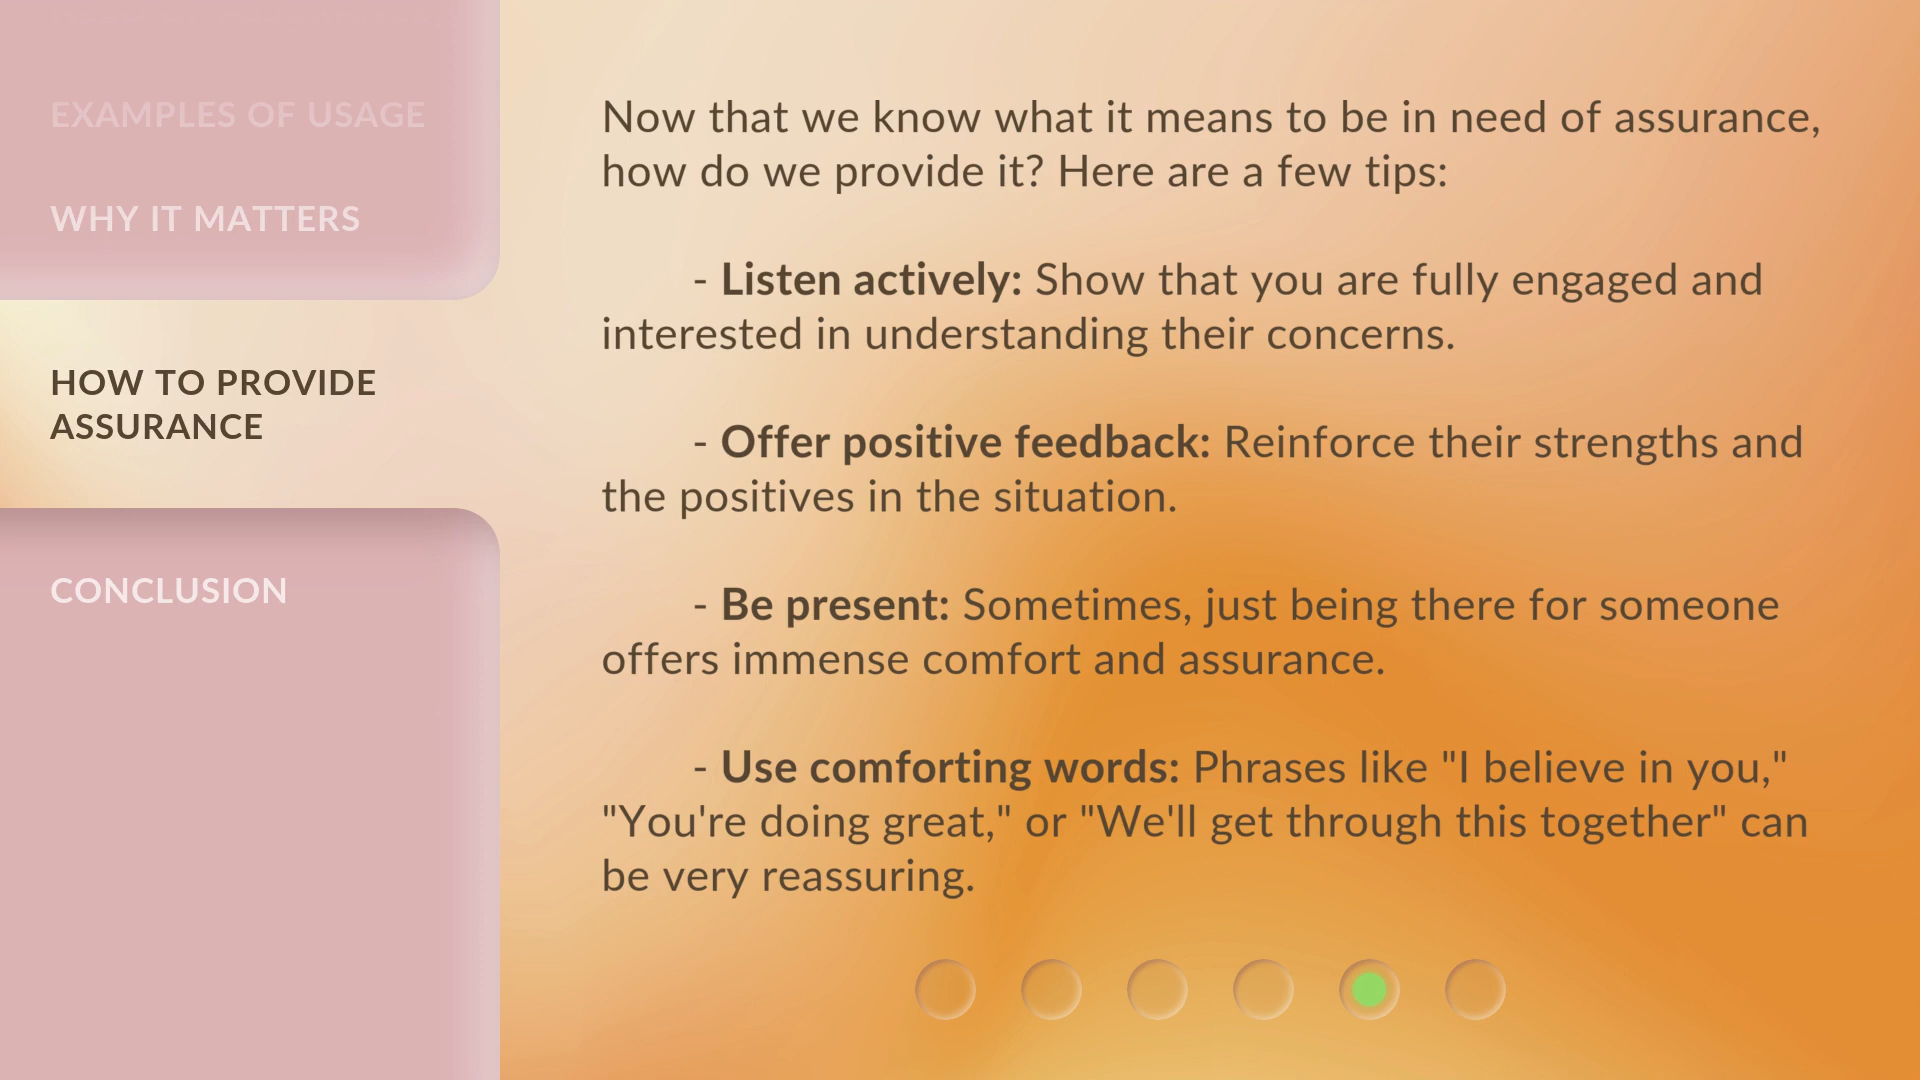 EXAMPLES OF USAGE
WHY IT MATTERS
HOW TO PROVIDE
ASSURANCE
CONCLUSION
Now that we know what it means to be in need of assurance,
how do we provide it? Here are a few tips:
- Listen actively: Show that you are fully engaged and
interested in understanding their concerns.
- Offer positive feedback: Reinforce their strengths and
the positives in the situation.
- Be present: Sometimes, just being there for someone
offers immense comfort and assurance.
- Use comforting words: Phrases like "I believe in you,"
"You're doing great," or "We'll get through this together" can
be very reassuring.